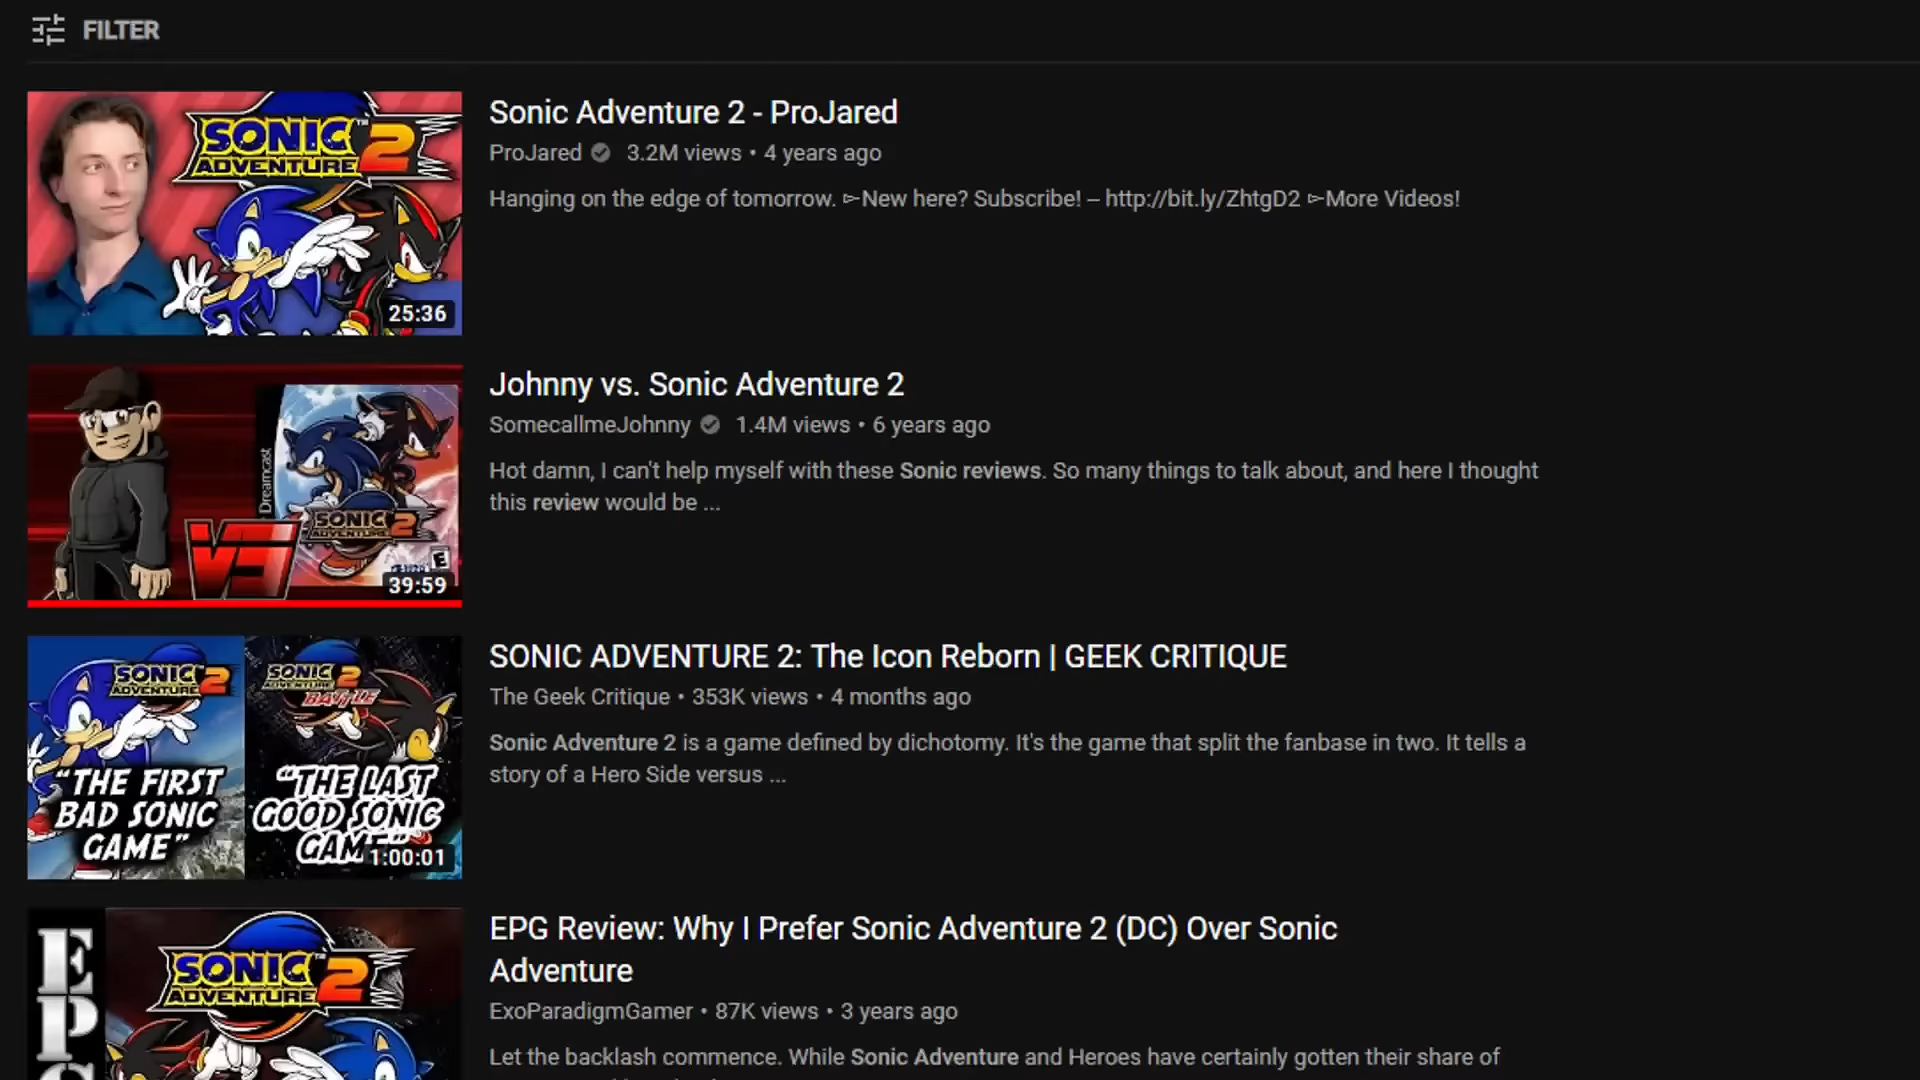 FILTER
SONIC
ADVENTURE 2
™
25:36
Sonic Adventure 2 - ProJared
ProJared 3.2M views • 4 years ago
Hanging on the edge of tomorrow. ▻New here? Subscribe! – http://bit.ly/ZhtgD2 ▻More Videos!
Dreamcast
VS
SONIC
ADVENTURE 2
E
39:59
Johnny vs. Sonic Adventure 2
SomecallmeJohnny 1.4M views • 6 years ago
Hot damn, I can't help myself with these Sonic reviews. So many things to talk about, and here I thought
this review would be ...
SONIC
ADVENTURE 2
"THE FIRST
BAD SONIC
GAME"
SONIC
ADVENTURE 2
BATTLE
"THE LAST
GOOD SONIC
GAME"
1:00:01
SONIC ADVENTURE 2: The Icon Reborn | GEEK CRITIQUE
The Geek Critique • 353K views • 4 months ago
Sonic Adventure 2 is a game defined by dichotomy. It's the game that split the fanbase in two. It tells a
story of a Hero Side versus ...
EPG
SONIC
ADVENTURE 2
™
EPG Review: Why I Prefer Sonic Adventure 2 (DC) Over Sonic
Adventure
ExoParadigmGamer • 87K views • 3 years ago
Let the backlash commence. While Sonic Adventure and Heroes have certainly gotten their share of